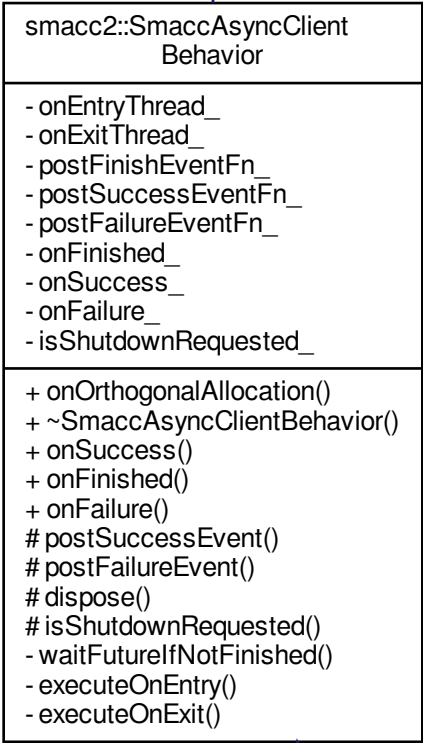 smacc2::SmaccAsyncClient
Behavior
- onEntryThread_
- onExitThread_
- postFinishEventFn_
- postSuccessEventFn_
- postFailureEventFn_
- onFinished_
- onSuccess_
- onFailure_
- isShutdownRequested_
+ onOrthogonalAllocation()
+ ~SmaccAsyncClientBehavior()
+ onSuccess()
+ onFinished()
+ onFailure()
# postSuccessEvent()
# postFailureEvent()
# dispose()
# isShutdownRequested()
- waitFutureIfNotFinished()
- executeOnEntry()
- executeOnExit()